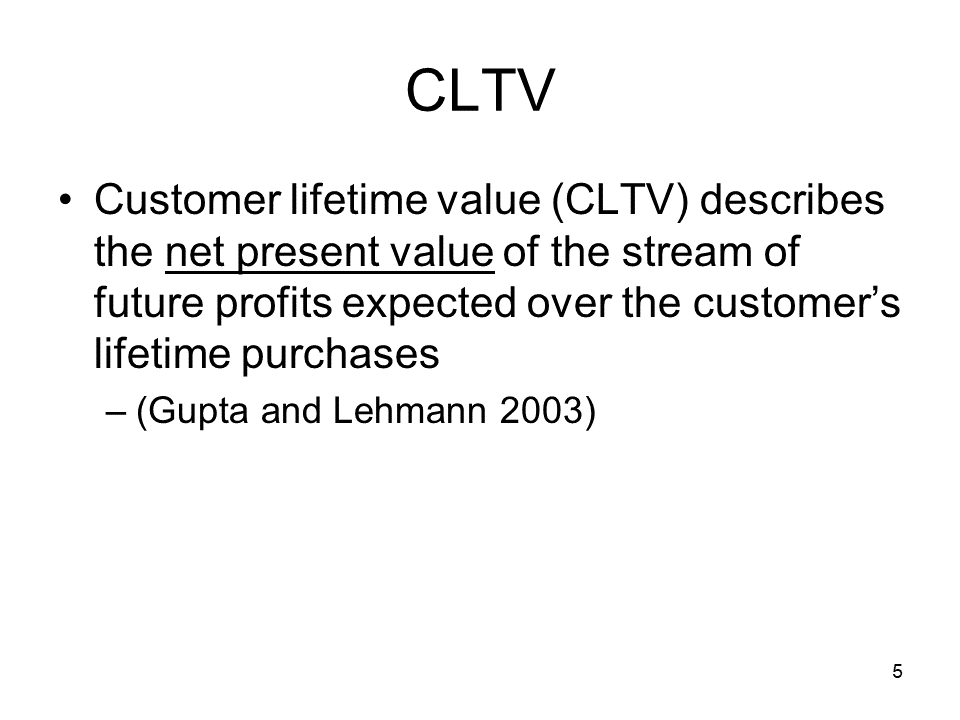 CLTV
• Customer lifetime value (CLTV) describes
the net present value of the stream of
future profits expected over the customer’s
lifetime purchases
– (Gupta and Lehmann 2003)
5